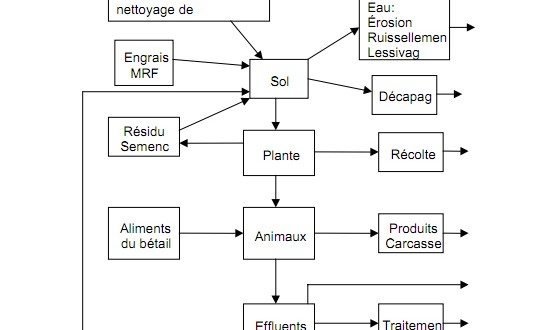 nettoyage de
Eau:
Érosion
Ruissellemen
Lessivag
Engrais
MRF
Sol
Décapag
Résidu
Semenc
Plante
Récolte
Aliments
du bétail
Animaux
Produits
Carcasse
Effluents
Traitemen